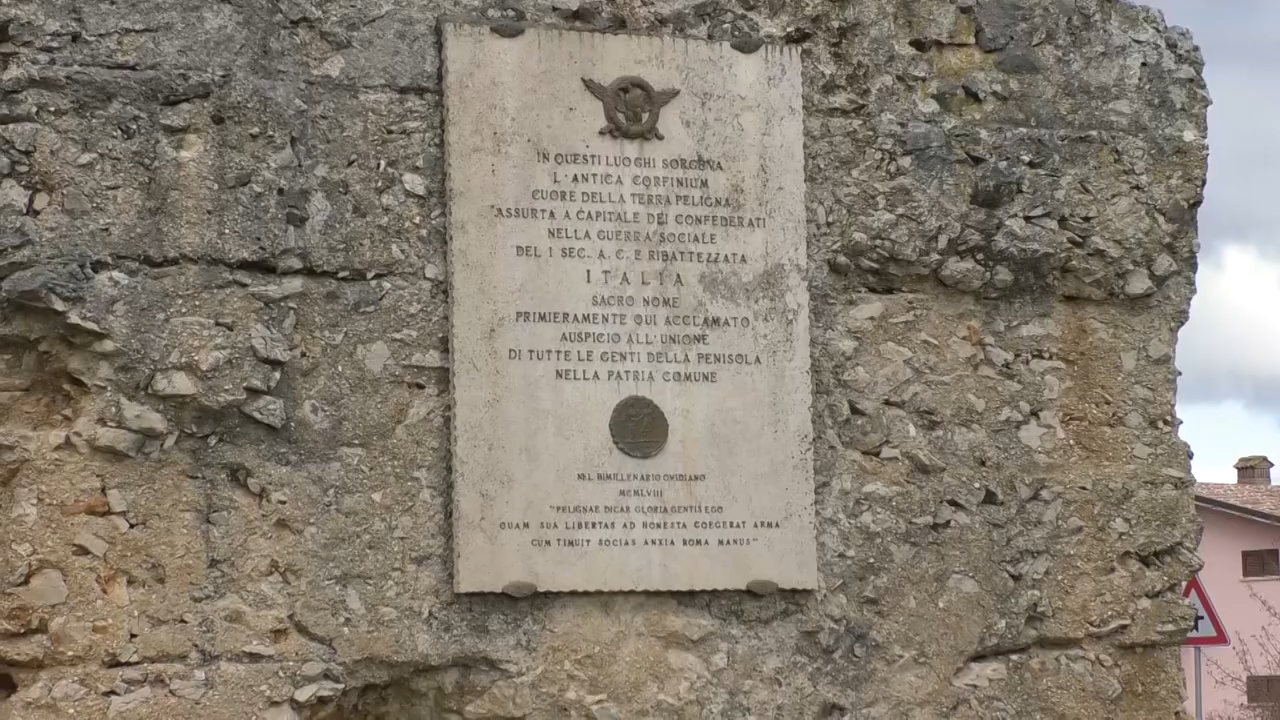 IN QUESTI LUOGHI SORGEVA
L'ANTICA CORFINIUM
CUORE DELLA TERRA PELIGNA
ASSURTA A CAPITALE DEI CONFEDERATI
NELLA GUERRA SOCIALE
DEL I SEC. A. C. E RIBATTEZZATA
ITALIA
SACRO NOME
PRIMIERAMENTE QUI ACCLAMATO
AUSPICIO ALL'UNIONE
DI TUTTE LE GENTI DELLA PENISOLA
NELLA PATRIA COMUNE
NEL BIMILLENARIO OVIDIANO
MCMLVIII
"PELIGNAE DICAR GLORIA GENTIS EGO
QUAM SUA LIBERTAS AD HONESTA COEGERAT ARMA
CUM TIMUIT SOCIAS ANXIA ROMA MANUS"